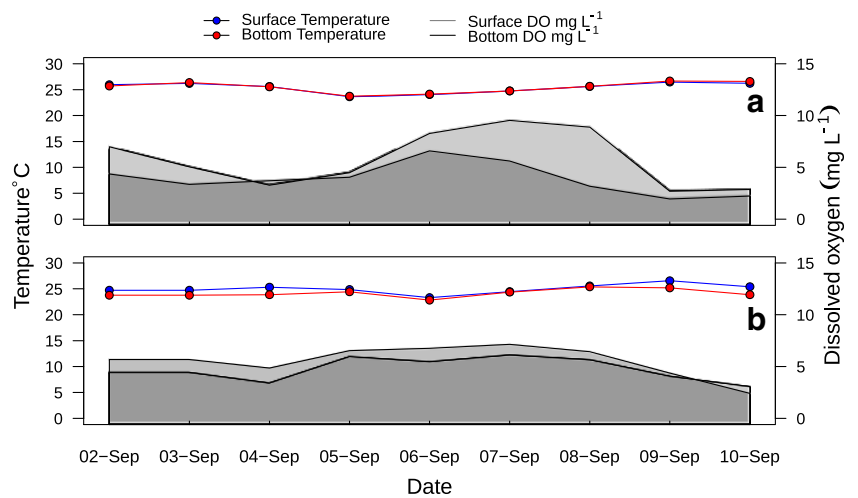 Surface Temperature
Bottom Temperature
Surface DO mg L⁻¹
Bottom DO mg L⁻¹
30
25
20
15
10
5
0
a
15
10
5
0
30
25
20
15
10
5
0
b
15
10
5
0
Temperature°C
Dissolved oxygen (mg L⁻¹)
02−Sep 03−Sep 04−Sep 05−Sep 06−Sep 07−Sep 08−Sep 09−Sep 10−Sep
Date